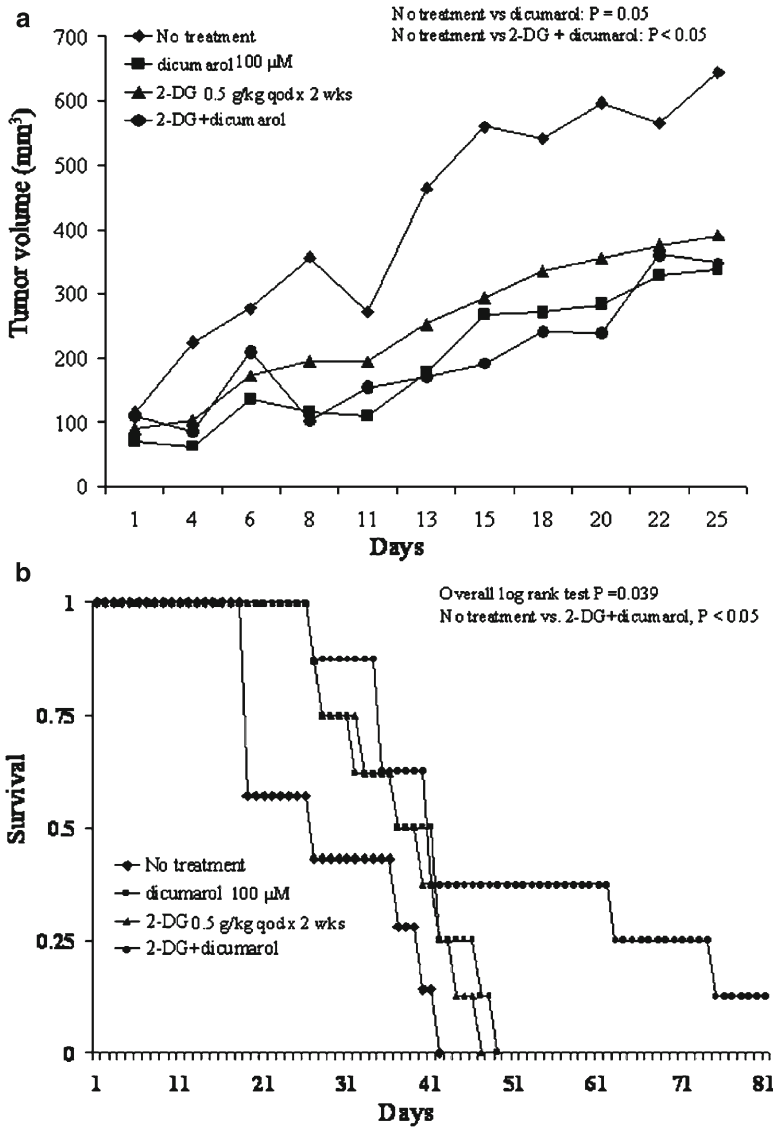 a
No treatment vs dicumarol: P = 0.05
No treatment vs 2-DG + dicumarol: P < 0.05
No treatment
dicumarol 100 µM
2-DG 0.5 g/kg qod x 2 wks
2-DG+dicumarol
Tumor volume (mm³)
700
600
500
400
300
200
100
0
1 4 6 8 11 13 15 18 20 22 25
Days
b
Overall log rank test P =0.039
No treatment vs. 2-DG+dicumarol, P < 0.05
Survival
1
0.75
0.5
0.25
0
No treatment
dicumarol 100 µM
2-DG 0.5 g/kg qod x 2 wks
2-DG+dicumarol
1 11 21 31 41 51 61 71 81
Days